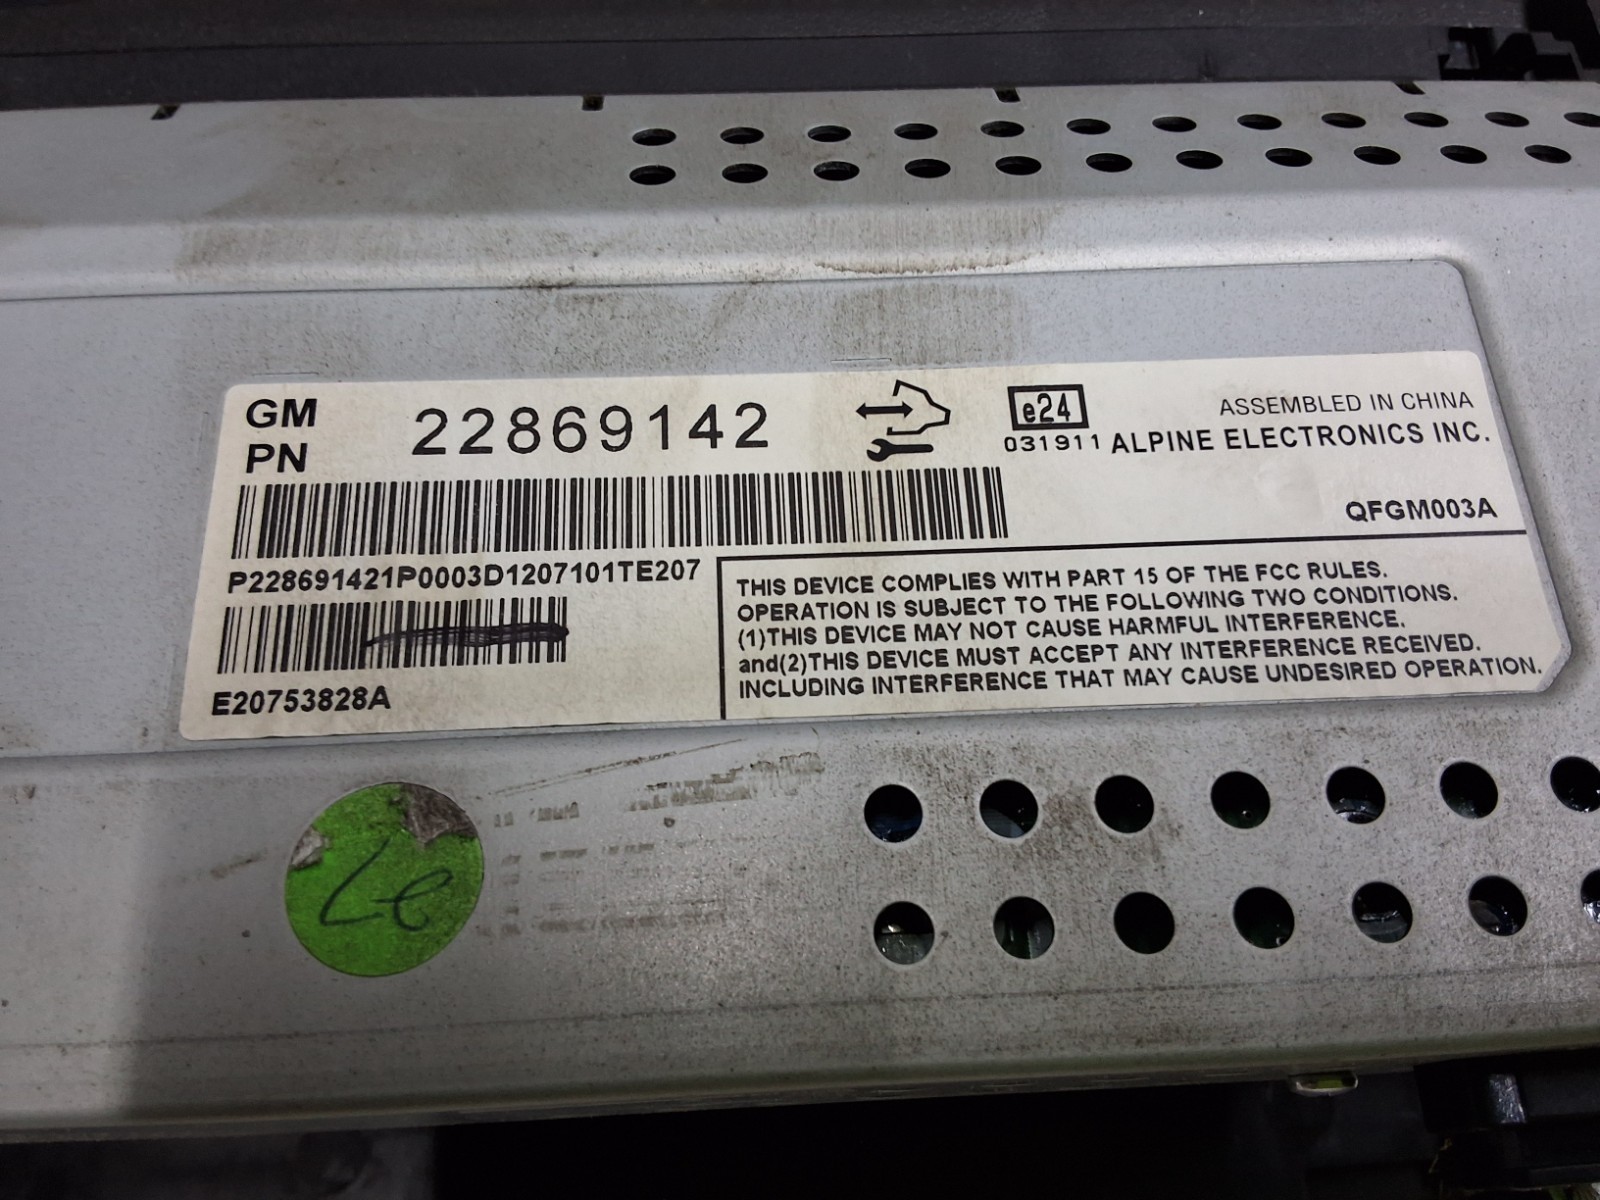 GM
PN
22869142
e24
031911
ASSEMBLED IN CHINA
ALPINE ELECTRONICS INC.
QFGM003A
P228691421P0003D1207101TE207
E20753828A
THIS DEVICE COMPLIES WITH PART 15 OF THE FCC RULES.
OPERATION IS SUBJECT TO THE FOLLOWING TWO CONDITIONS.
(1)THIS DEVICE MAY NOT CAUSE HARMFUL INTERFERENCE.
and(2)THIS DEVICE MUST ACCEPT ANY INTERFERENCE RECEIVED.
INCLUDING INTERFERENCE THAT MAY CAUSE UNDESIRED OPERATION.